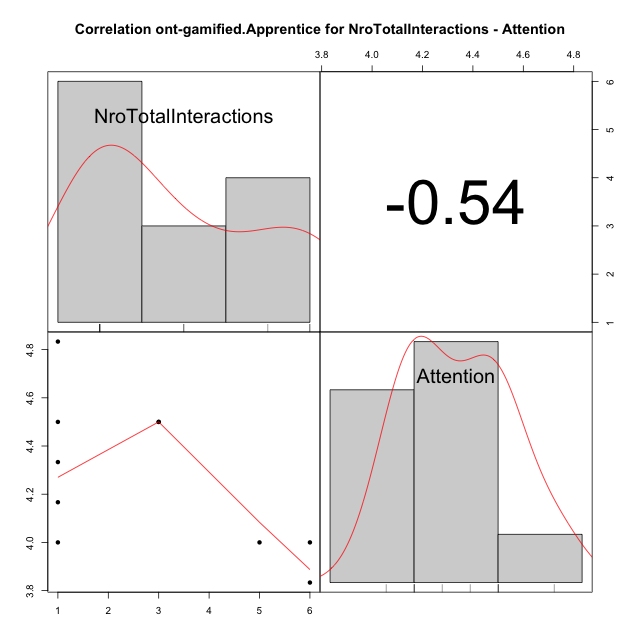 Correlation ont-gamified.Apprentice for NroTotalInteractions - Attention
3.8 4.0 4.2 4.4 4.6 4.8
NroTotalInteractions
-0.54
6
5
4
3
2
1
Attention
4.8
4.6
4.4
4.2
4.0
3.8
1 2 3 4 5 6